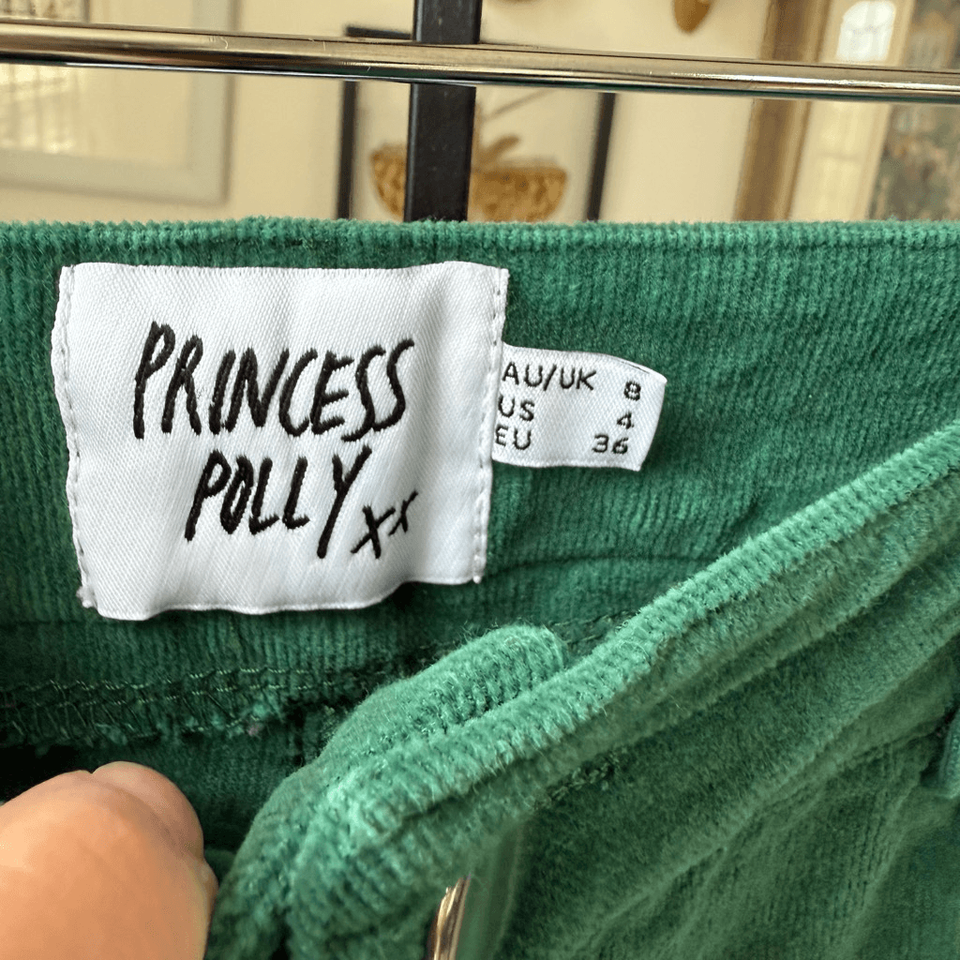 PRINCESS
POLLY xx
AU/UK 8
US 4
EU 36